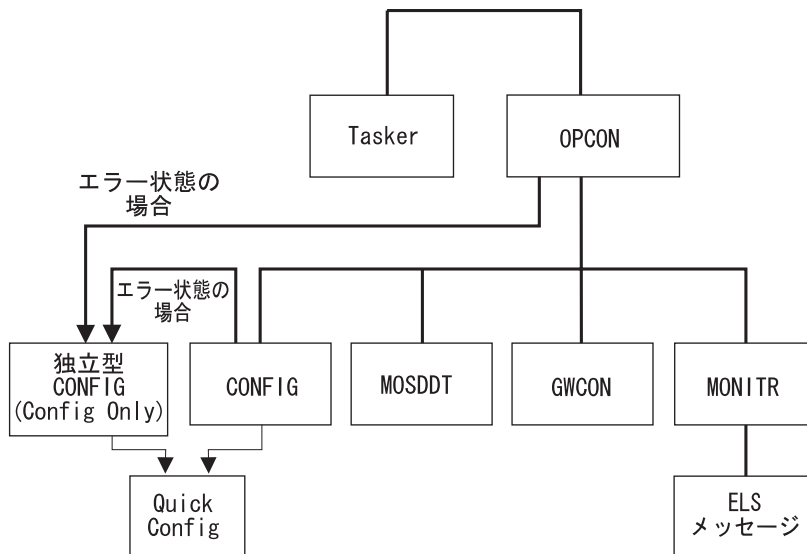 Tasker
OPCON
エラー状態の
場合
エラー状態の
場合
独立型
CONFIG
(Config Only)
CONFIG
MOSDDT
GWCON
MONITR
Quick
Config
ELS
メッセージ